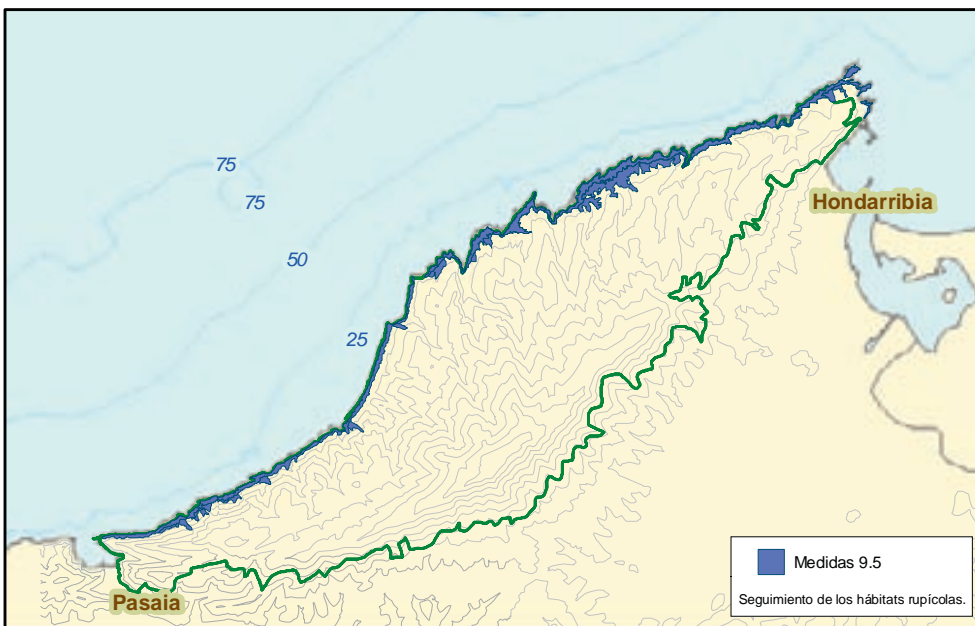 75
75
Hondarribia
50
25
Medidas 9.5
Seguimiento de los hábitats rupícolas.
Pasaia